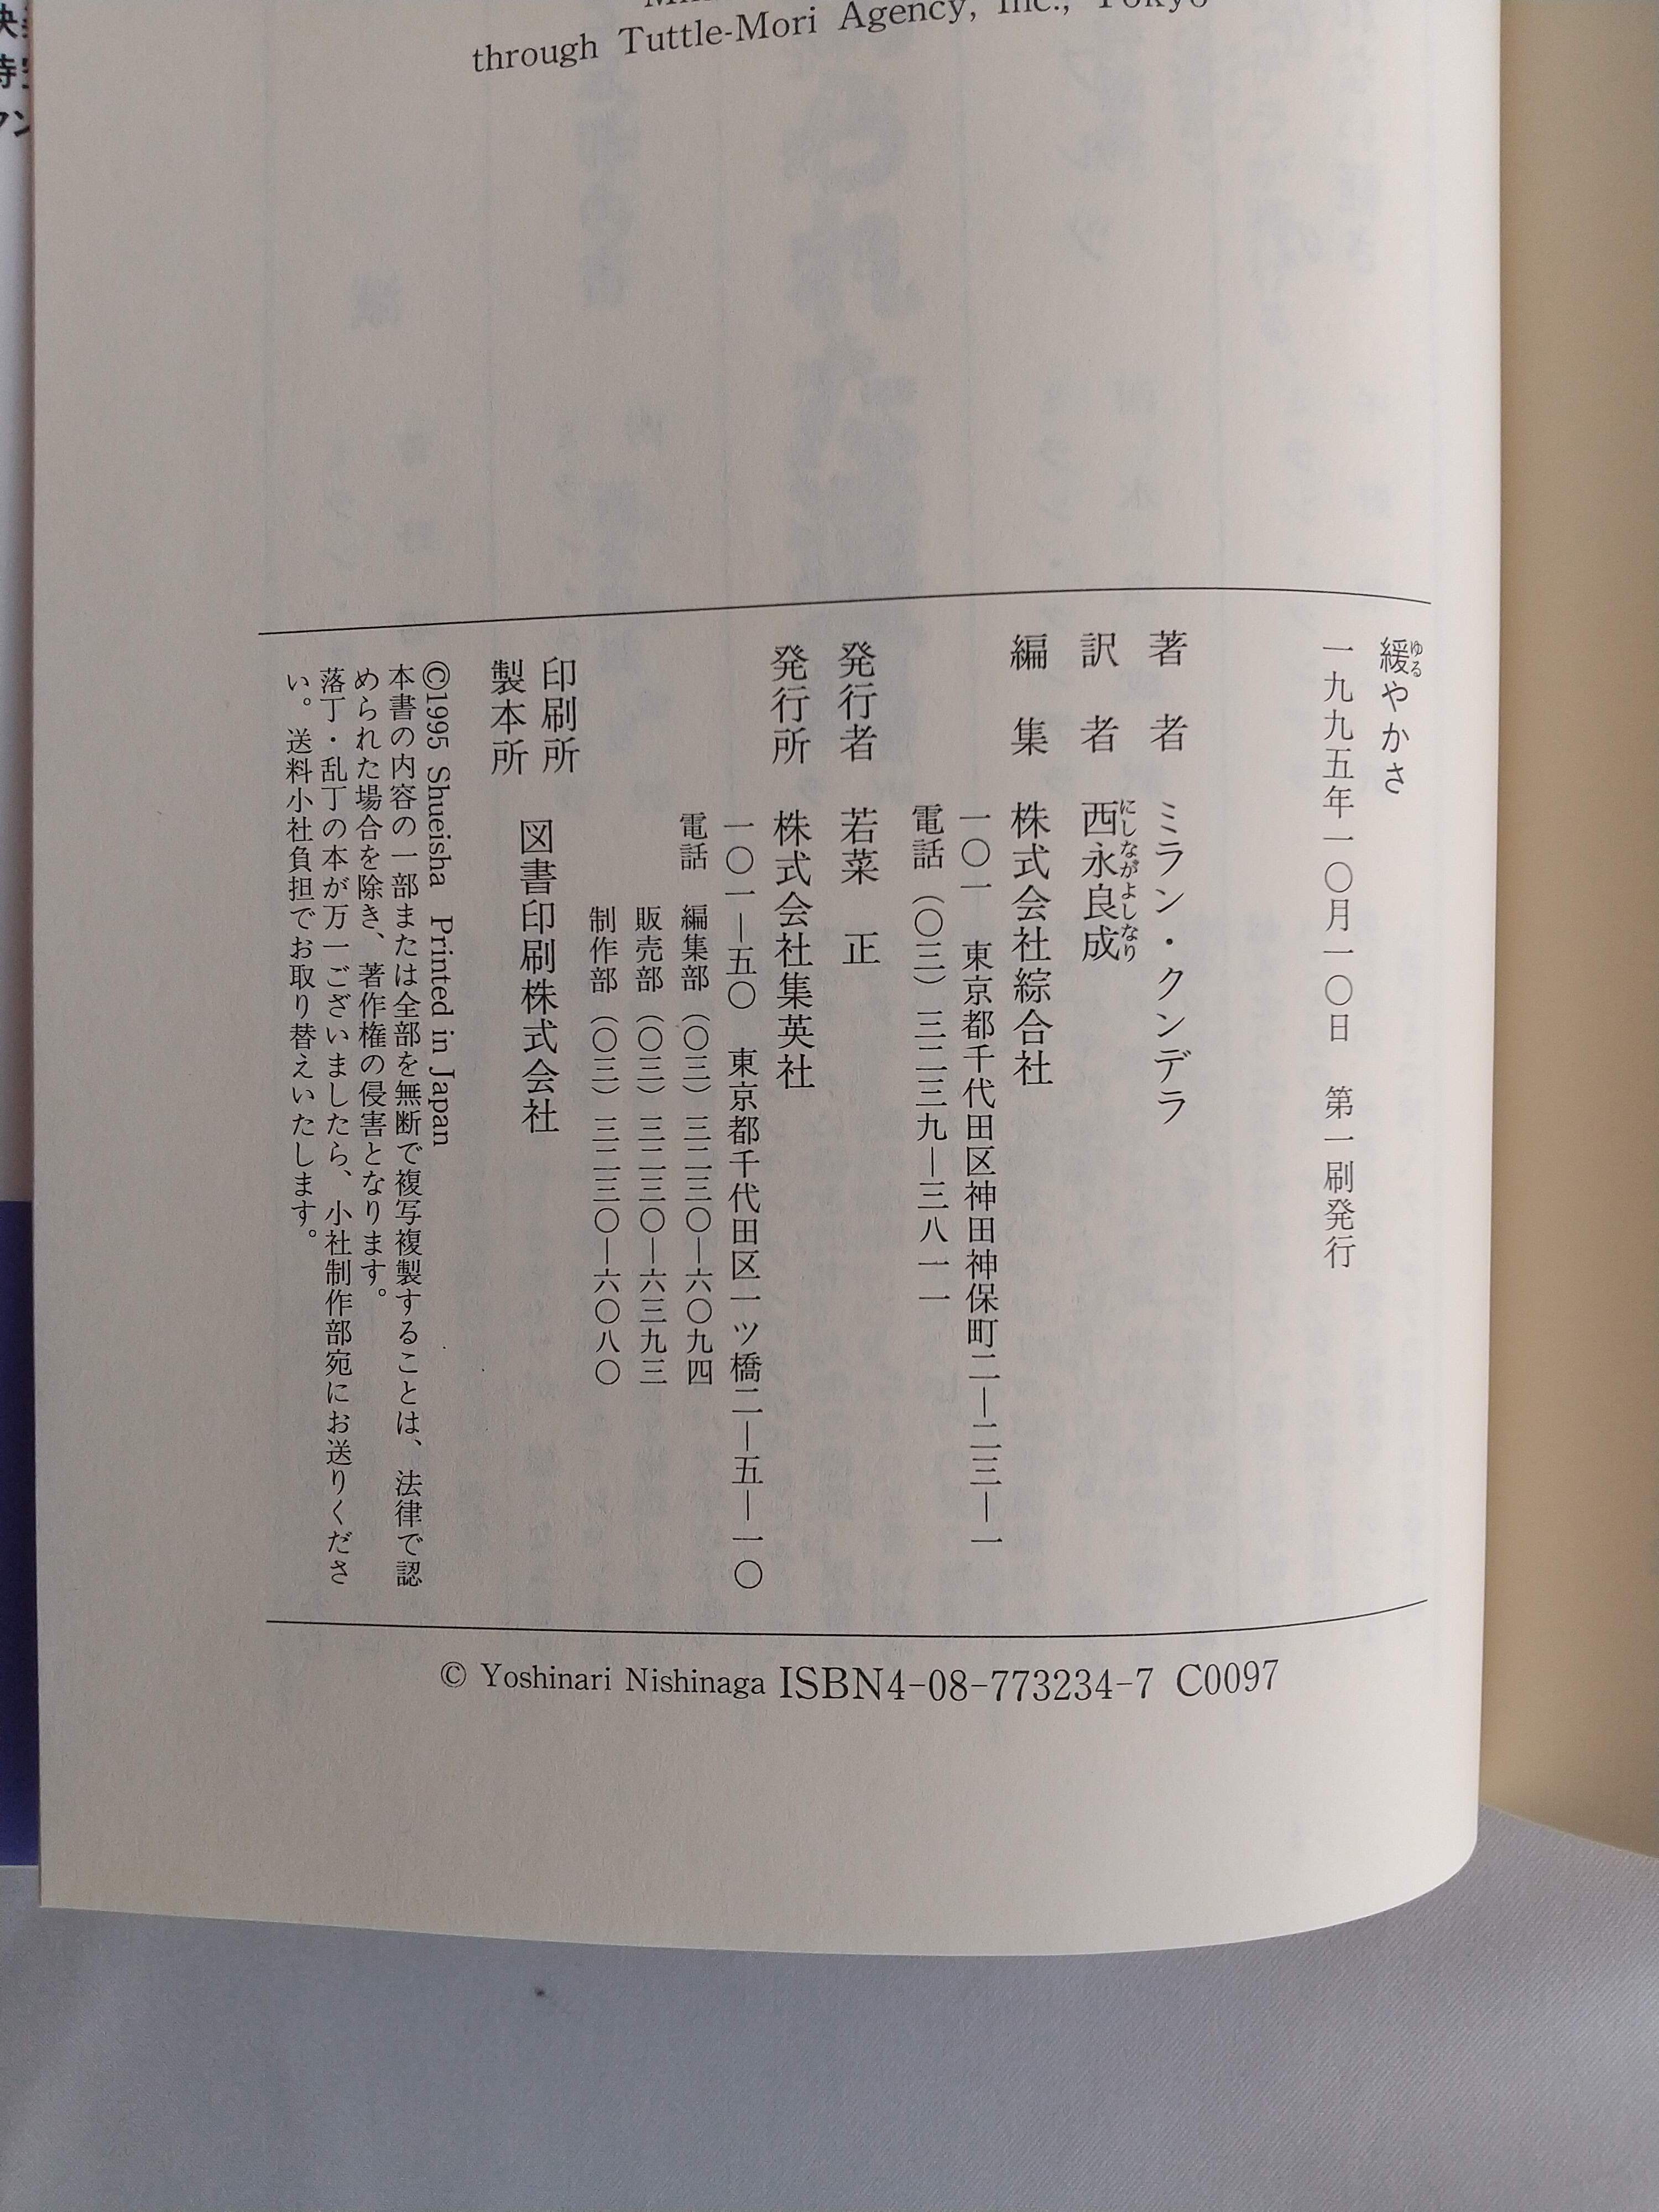 through Tuttle-Mori Agency, Inc., Tokyo
緩やかさ
ゆる
一九九五年一〇月一〇日　第一刷発行
著　者　ミラン・クンデラ
訳　者　西永良成
にしながよしなり
編　集　株式会社綜合社
一〇一　東京都千代田区神田神保町二―二三―一
電話（〇三）三二三九―三八一一
発行者　若菜　正
発行所　株式会社集英社
一〇一―五〇　東京都千代田区一ツ橋二―五―一〇
電話　編集部（〇三）三二三〇―六〇九四
販売部（〇三）三二三〇―六三九三
制作部（〇三）三二三〇―六〇八〇
印刷所
製本所　図書印刷株式会社
©1995 Shueisha Printed in Japan
本書の内容の一部または全部を無断で複写複製することは、法律で認
められた場合を除き、著作権の侵害となります。
落丁・乱丁の本が万一ございましたら、小社制作部宛にお送りくださ
い。送料小社負担でお取り替えいたします。
© Yoshinari Nishinaga ISBN4-08-773234-7 C0097